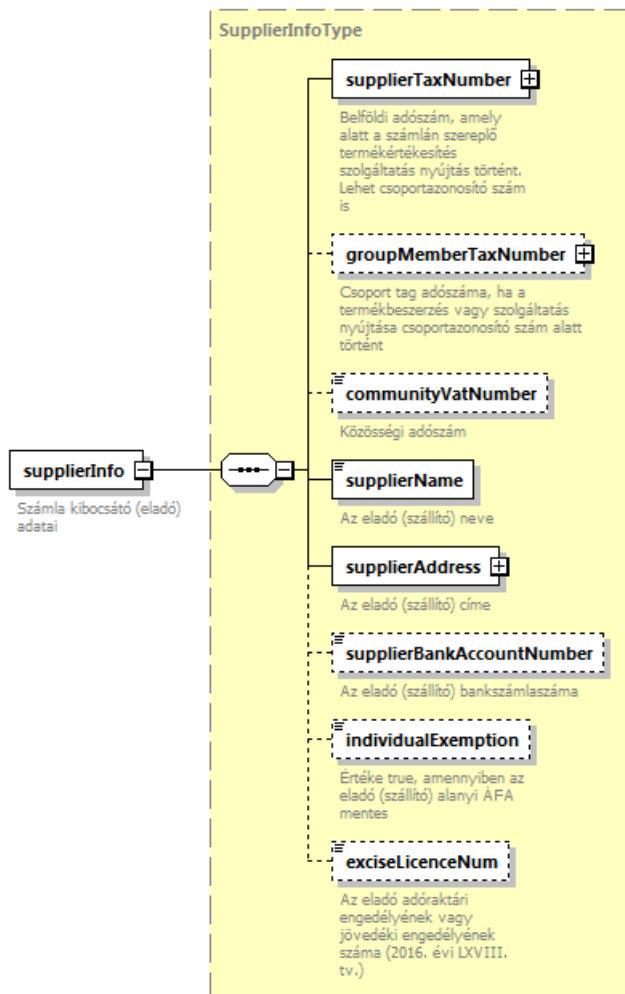 SupplierInfoType
supplierTaxNumber
Belföldi adószám, amely
alatt a számlán szereplő
termékértékesítés
szolgáltatás nyújtás történt.
Lehet csoportazonosító szám
is
groupMemberTaxNumber
Csoport tag adószáma, ha a
termékbeszerzés vagy szolgáltatás
nyújtása csoportazonosító szám alatt
történt
communityVatNumber
Közösségi adószám
supplierInfo
Számla kibocsátó (eladó)
adatai
supplierName
Az eladó (szállító) neve
supplierAddress
Az eladó (szállító) címe
supplierBankAccountNumber
Az eladó (szállító) bankszámlaszáma
individualExemption
Értéke true, amennyiben az
eladó (szállító) alanyi ÁFA
mentes
exciseLicenceNum
Az eladó adóraktári
engedélyének vagy
jövedéki engedélyének
száma (2016. évi LXVIII.
tv.)